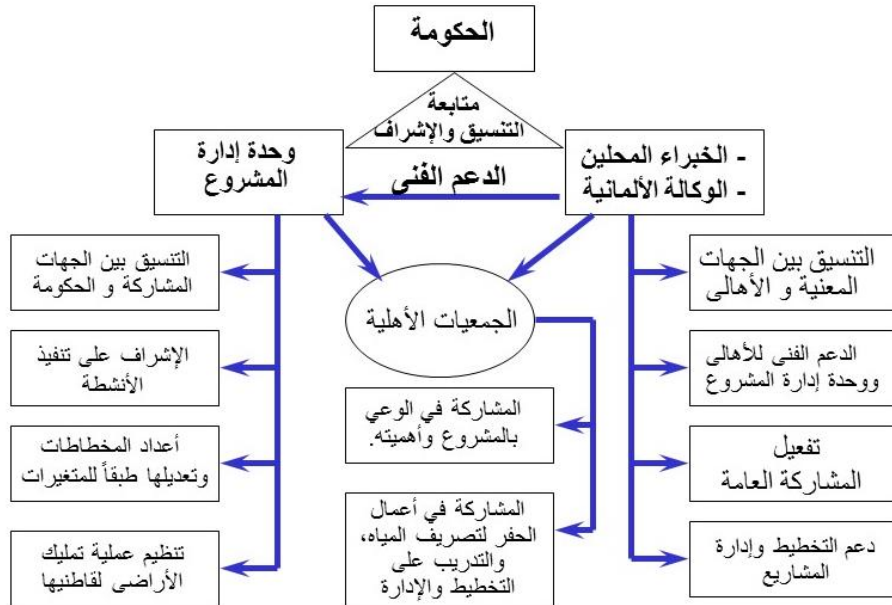 الحكومة
متابعة
التنسيق والإشراف
- الخبراء المحلين
- الوكالة الألمانية
وحدة إدارة
المشروع
الدعم الفنى
التنسيق بين الجهات
المعنية و الأهالى
الدعم الفنى للأهالى
ووحدة إدارة المشروع
تفعيل
المشاركة العامة
دعم التخطيط وإدارة
المشاريع
الجمعيات الأهلية
المشاركة في الوعي
بالمشروع وأهميته.
المشاركة في أعمال
الحفر لتصريف المياه،
والتدريب على
التخطيط والإدارة
التنسيق بين الجهات
المشاركة و الحكومة
الإشراف على تنفيذ
الأنشطة
أعداد المخطاطات
وتعديلها طبقاً للمتغيرات
تنظيم عملية تمليك
الأراضى لقاطنيها